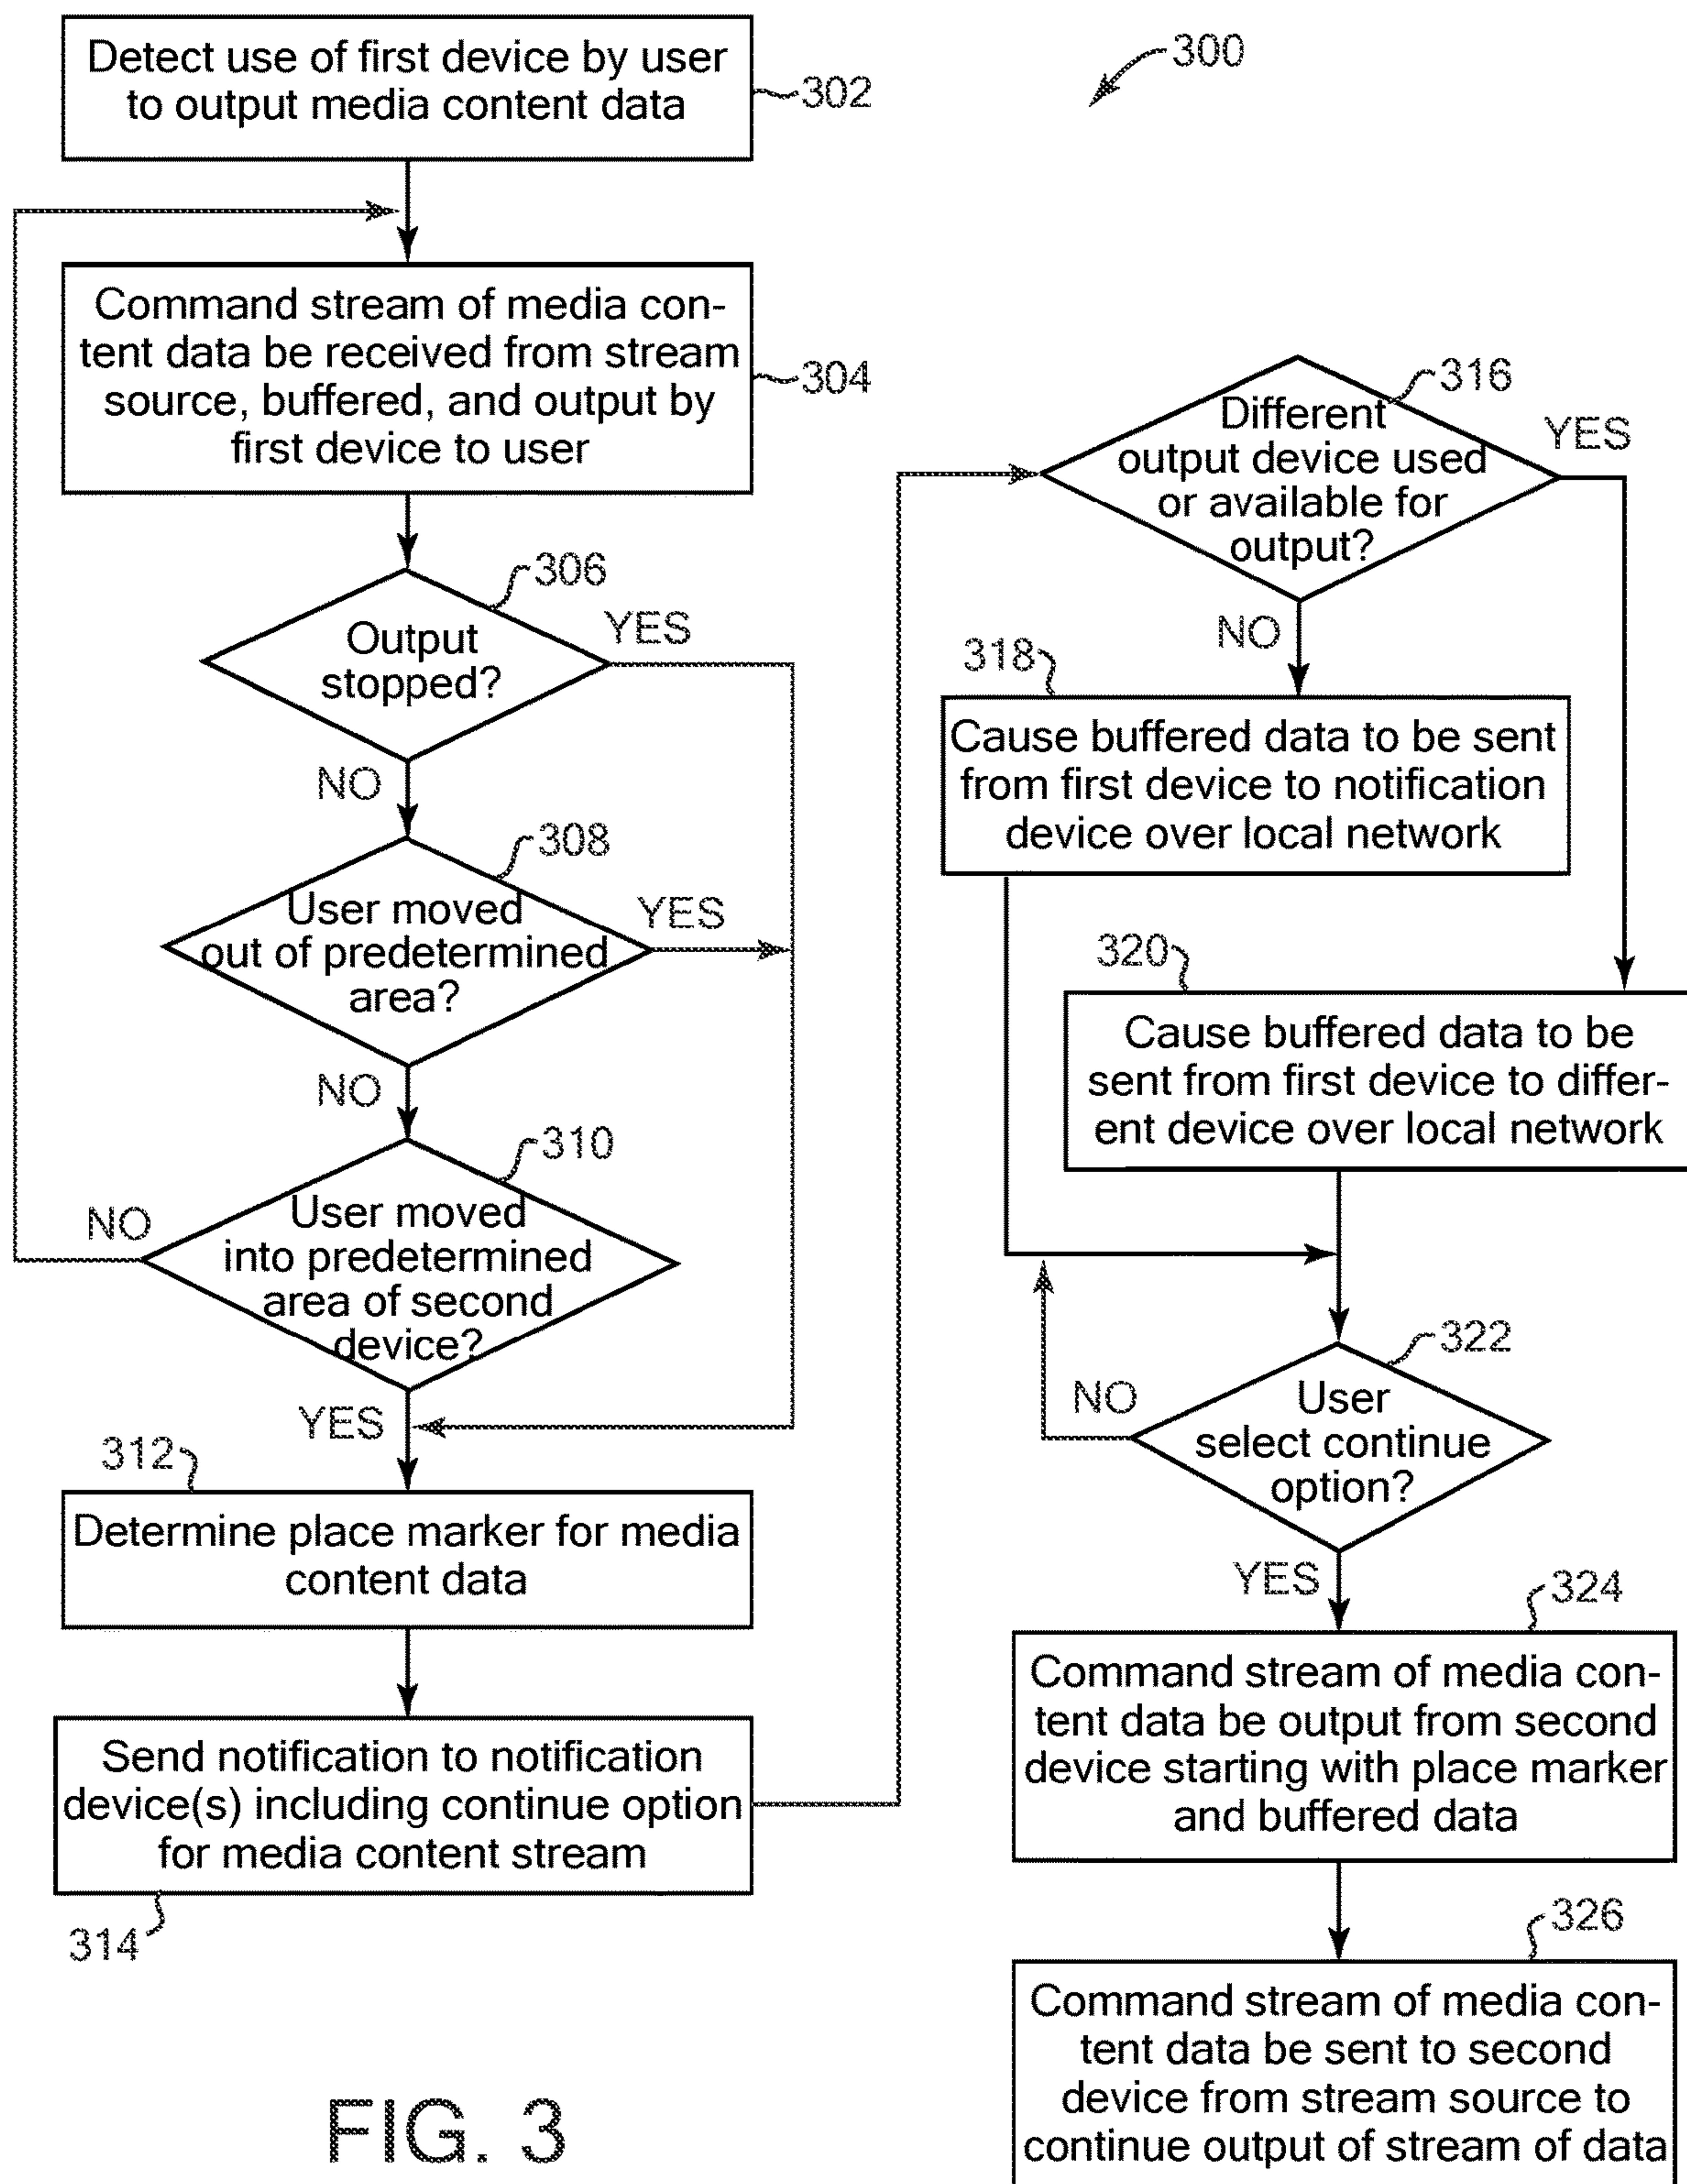 300
Detect use of first device by user
to output media content data
302
Command stream of media con-
tent data be received from stream
source, buffered, and output by
first device to user
304
306
Output
stopped?
YES
NO
308
User moved
out of predetermined
area?
YES
NO
310
User moved
into predetermined
area of second
device?
NO
YES
312
Determine place marker for media
content data
Send notification to notification
device(s) including continue option
for media content stream
314
316
Different
output device used
or available for
output?
YES
NO
318
Cause buffered data to be sent
from first device to notification
device over local network
320
Cause buffered data to be
sent from first device to differ-
ent device over local network
322
User
select continue
option?
NO
YES
324
Command stream of media con-
tent data be output from second
device starting with place marker
and buffered data
326
Command stream of media con-
tent data be sent to second
device from stream source to
continue output of stream of data
FIG. 3